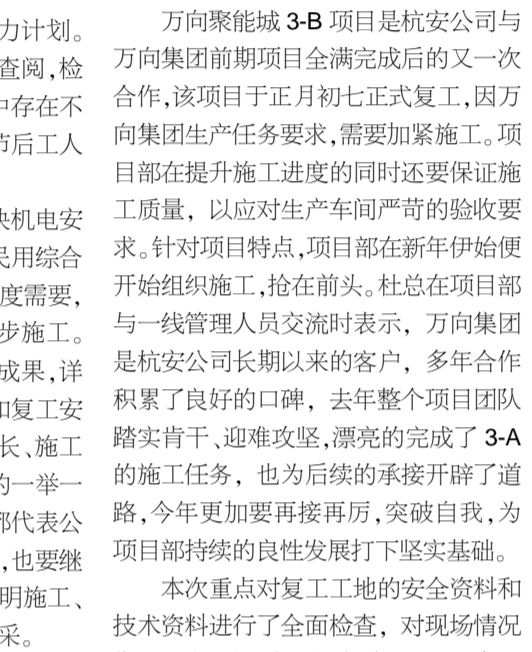 力计划。
查阅,检
中存在不
节后工人
央机电安
民用综合
度需要,
步施工。
成果,详
和复工安
长、施工
的一举一
部代表公
,也要继
明施工、
采。
万向聚能城 3-B 项目是杭安公司与
万向集团前期项目全满完成后的又一次
合作,该项目于正月初七正式复工,因万
向集团生产任务要求,需要加紧施工。项
目部在提升施工进度的同时还要保证施
工质量，以应对生产车间严苛的验收要
求。针对项目特点,项目部在新年伊始便
开始组织施工,抢在前头。杜总在项目部
与一线管理人员交流时表示，万向集团
是杭安公司长期以来的客户，多年合作
积累了良好的口碑，去年整个项目团队
踏实肯干、迎难攻坚,漂亮的完成了 3-A
的施工任务，也为后续的承接开辟了道
路,今年更加要再接再厉,突破自我,为
项目部持续的良性发展打下坚实基础。
本次重点对复工工地的安全资料和
技术资料进行了全面检查，对现场情况